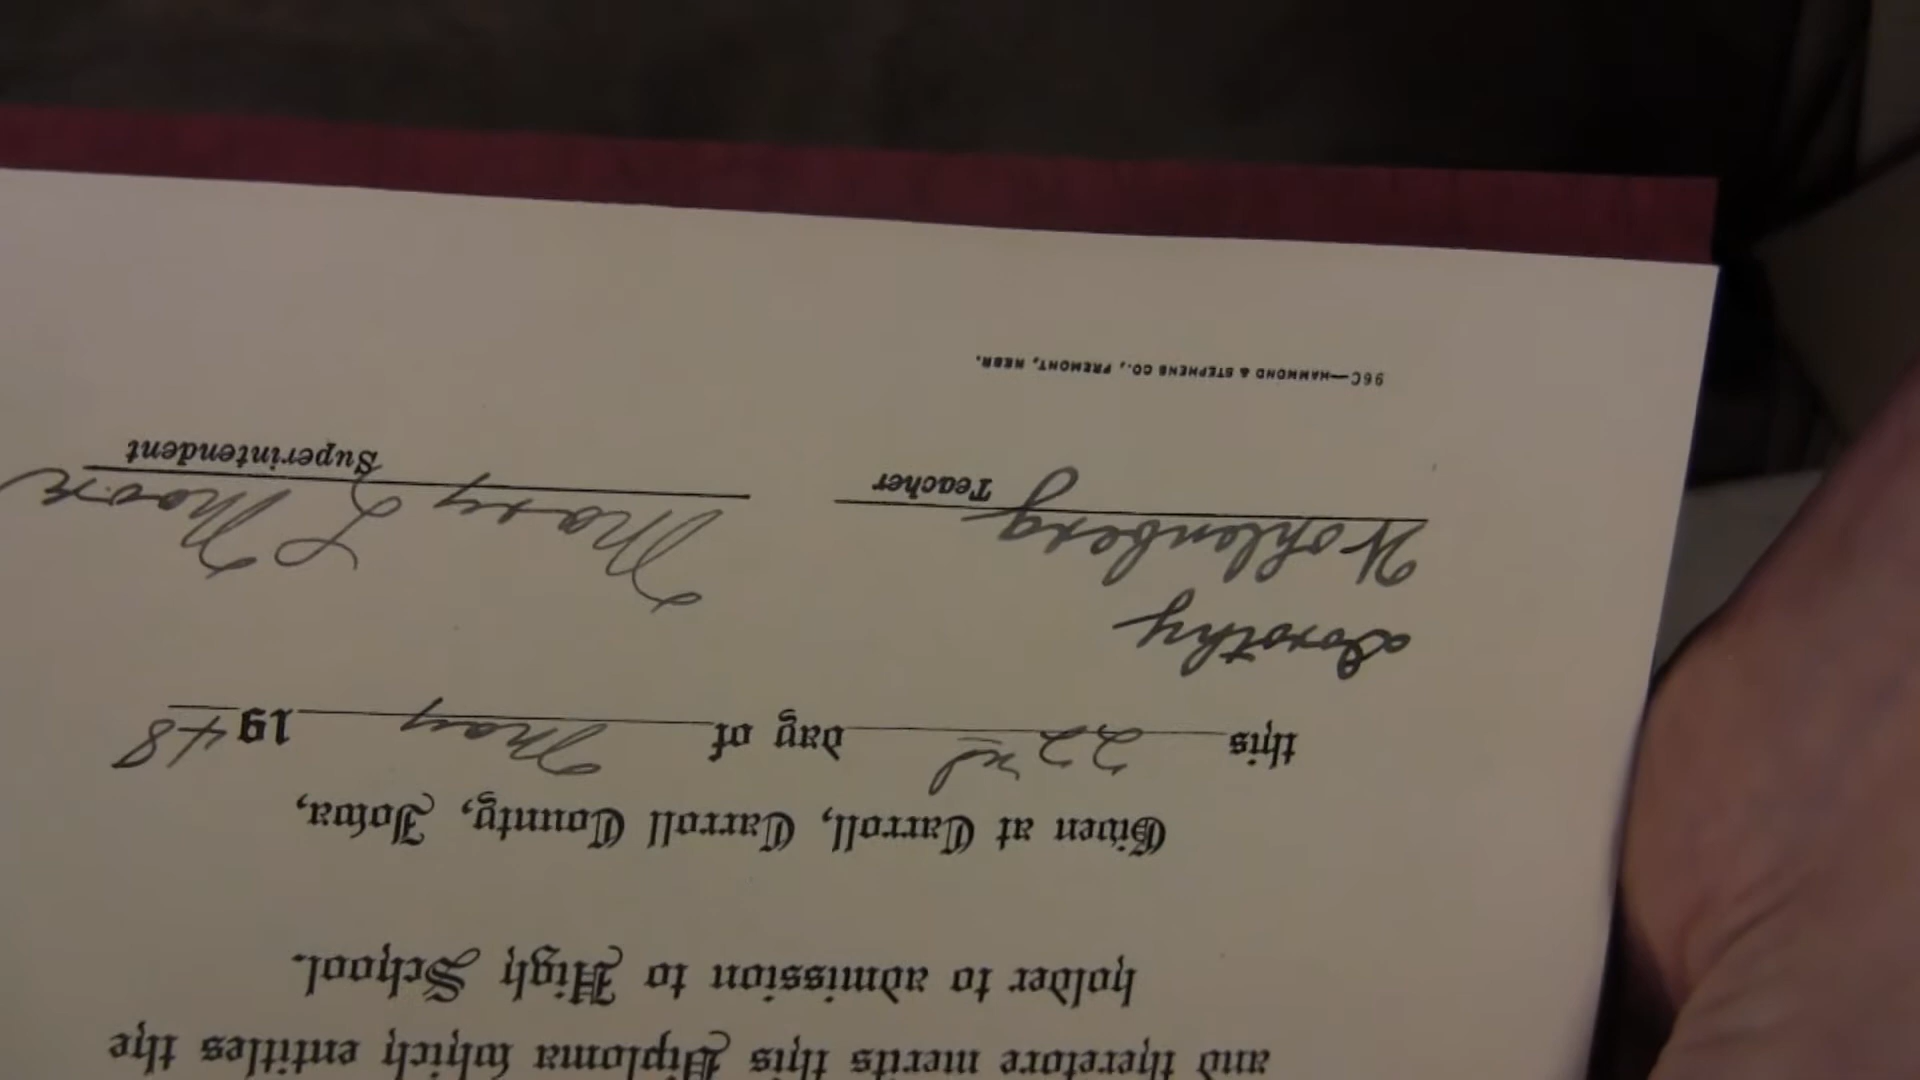 and therefore merits this Diploma which entitles the
holder to admission to High School.
Given at Carroll, Carroll County, Iowa,
this 22nd day of May 1948
Dorothy
Wohlenberg Mary L Moore
Teacher Superintendent
96C—HAMMOND & STEPHENS CO., FREMONT, NEBR.